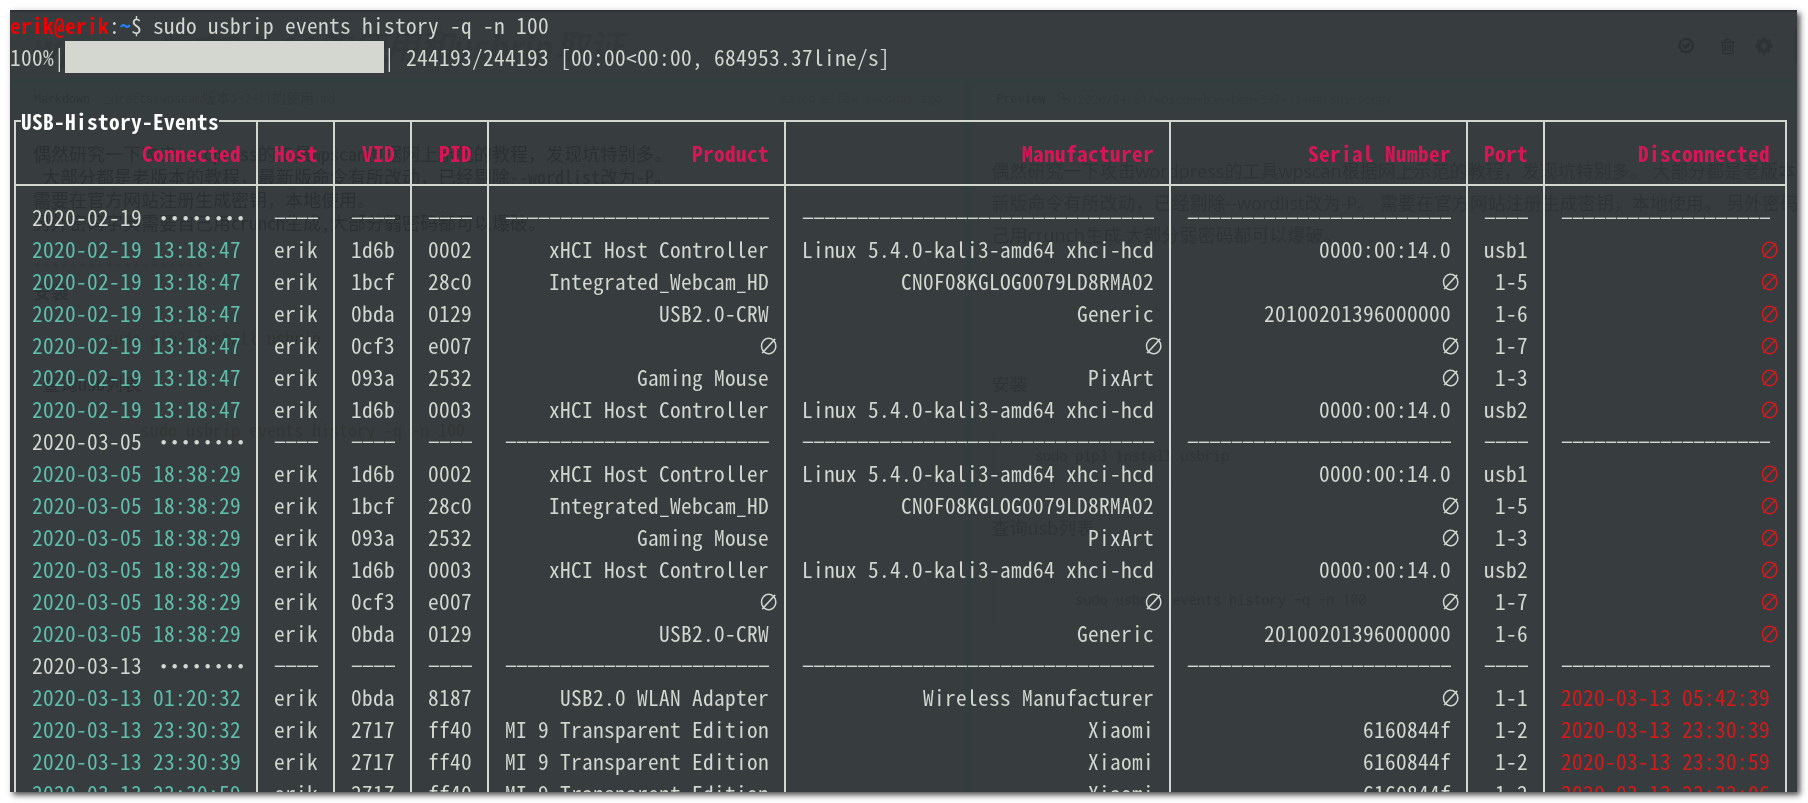 erik@erik:~$ sudo usbrip events history -q -n 100
100%| | 244193/244193 [00:00<00:00, 684953.37line/s]
USB-History-Events
Connected Host VID PID Product Manufacturer Serial Number Port Disconnected
2020-02-19 •••••••• ———— ———— ———— ———————————————————————— ———————————————————————————————— ———————————————————————— ———— ———————————————————
2020-02-19 13:18:47 erik 1d6b 0002 xHCI Host Controller Linux 5.4.0-kali3-amd64 xhci-hcd 0000:00:14.0 usb1 ∅
2020-02-19 13:18:47 erik 1bcf 28c0 Integrated_Webcam_HD CN0F08KGLOG0079LD8RMA02 ∅ 1-5 ∅
2020-02-19 13:18:47 erik 0bda 0129 USB2.0-CRW Generic 20100201396000000 1-6 ∅
2020-02-19 13:18:47 erik 0cf3 e007 ∅ ∅ ∅ 1-7 ∅
2020-02-19 13:18:47 erik 093a 2532 Gaming Mouse PixArt ∅ 1-3 ∅
2020-02-19 13:18:47 erik 1d6b 0003 xHCI Host Controller Linux 5.4.0-kali3-amd64 xhci-hcd 0000:00:14.0 usb2 ∅
2020-03-05 •••••••• ———— ———— ———— ———————————————————————— ———————————————————————————————— ———————————————————————— ———— ———————————————————
2020-03-05 18:38:29 erik 1d6b 0002 xHCI Host Controller Linux 5.4.0-kali3-amd64 xhci-hcd 0000:00:14.0 usb1 ∅
2020-03-05 18:38:29 erik 1bcf 28c0 Integrated_Webcam_HD CN0F08KGLOG0079LD8RMA02 ∅ 1-5 ∅
2020-03-05 18:38:29 erik 093a 2532 Gaming Mouse PixArt ∅ 1-3 ∅
2020-03-05 18:38:29 erik 1d6b 0003 xHCI Host Controller Linux 5.4.0-kali3-amd64 xhci-hcd 0000:00:14.0 usb2 ∅
2020-03-05 18:38:29 erik 0cf3 e007 ∅ ∅ ∅ 1-7 ∅
2020-03-05 18:38:29 erik 0bda 0129 USB2.0-CRW Generic 20100201396000000 1-6 ∅
2020-03-13 •••••••• ———— ———— ———— ———————————————————————— ———————————————————————————————— ———————————————————————— ———— ———————————————————
2020-03-13 01:20:32 erik 0bda 8187 USB2.0 WLAN Adapter Wireless Manufacturer ∅ 1-1 2020-03-13 05:42:39
2020-03-13 23:30:32 erik 2717 ff40 MI 9 Transparent Edition Xiaomi 6160844f 1-2 2020-03-13 23:30:39
2020-03-13 23:30:39 erik 2717 ff40 MI 9 Transparent Edition Xiaomi 6160844f 1-2 2020-03-13 23:30:59